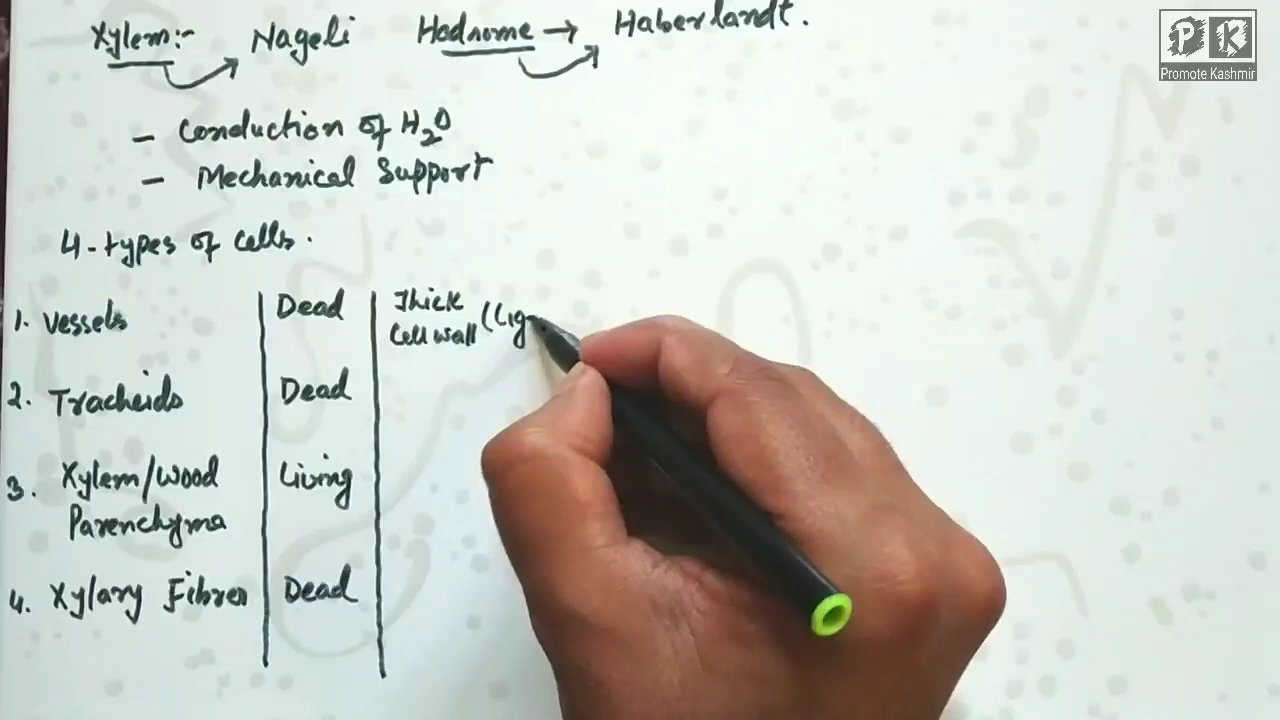 Xylem:- Nageli Hadrome → Haberlandt.
- Conduction of H2O
- Mechanical Support
4-types of cells.
1. Vessels Dead Thick Cell wall (Lig
2. Tracheids Dead
3. Xylem/Wood Parenchyma Living
4. Xylary Fibres Dead
PK
Promote Kashmir